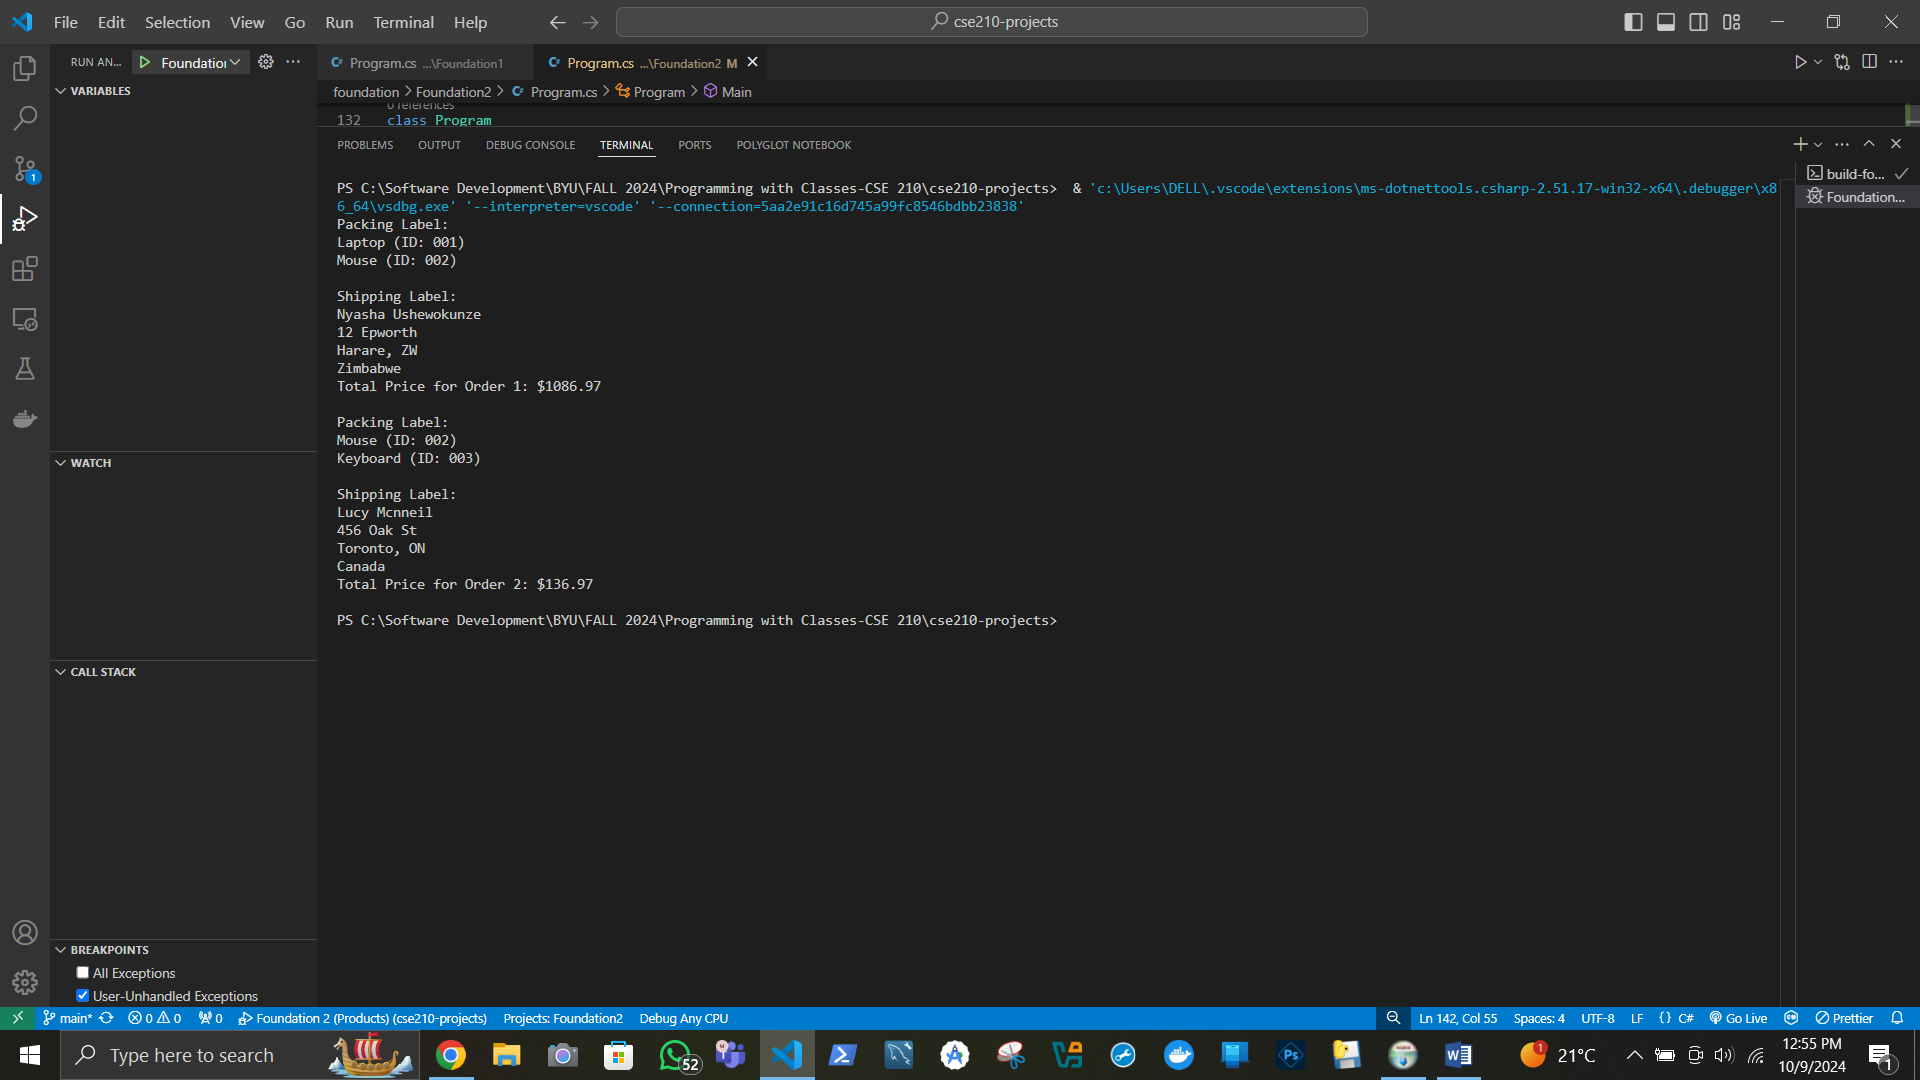 File Edit Selection View Go Run Terminal Help
cse210-projects
RUN AN...
Foundation
Program.cs ...\Foundation1
Program.cs ...\Foundation2 M
VARIABLES
foundation > Foundation2 > Program.cs > Program > Main
0 references
132 class Program
PROBLEMS OUTPUT DEBUG CONSOLE TERMINAL PORTS POLYGLOT NOTEBOOK
build-fo...
Foundation...
PS C:\Software Development\BYU\FALL 2024\Programming with Classes-CSE 210\cse210-projects> & 'c:\Users\DELL\.vscode\extensions\ms-dotnettools.csharp-2.51.17-win32-x64\.debugger\x8
6_64\vsdbg.exe' '--interpreter=vscode' '--connection=5aa2e91c16d745a99fc8546bdbb23838'
Packing Label:
Laptop (ID: 001)
Mouse (ID: 002)
Shipping Label:
Nyasha Ushewokunze
12 Epworth
Harare, ZW
Zimbabwe
Total Price for Order 1: $1086.97
Packing Label:
Mouse (ID: 002)
Keyboard (ID: 003)
Shipping Label:
Lucy Mcnneil
456 Oak St
Toronto, ON
Canada
Total Price for Order 2: $136.97
PS C:\Software Development\BYU\FALL 2024\Programming with Classes-CSE 210\cse210-projects>
WATCH
CALL STACK
BREAKPOINTS
All Exceptions
User-Unhandled Exceptions
1
main* 0 0 0 Foundation 2 (Products) (cse210-projects) Projects: Foundation2 Debug Any CPU
Ln 142, Col 55 Spaces: 4 UTF-8 LF {} C# Go Live Prettier
Type here to search
52
Ps
1
21°C
12:55 PM
10/9/2024
1